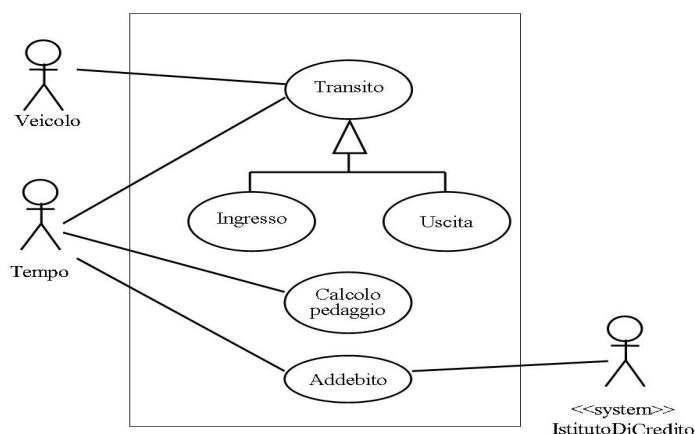 Transito
Veicolo
Ingresso
Uscita
Tempo
Calcolo
pedaggio
Addebito
<<system>>
IstitutoDiCredito